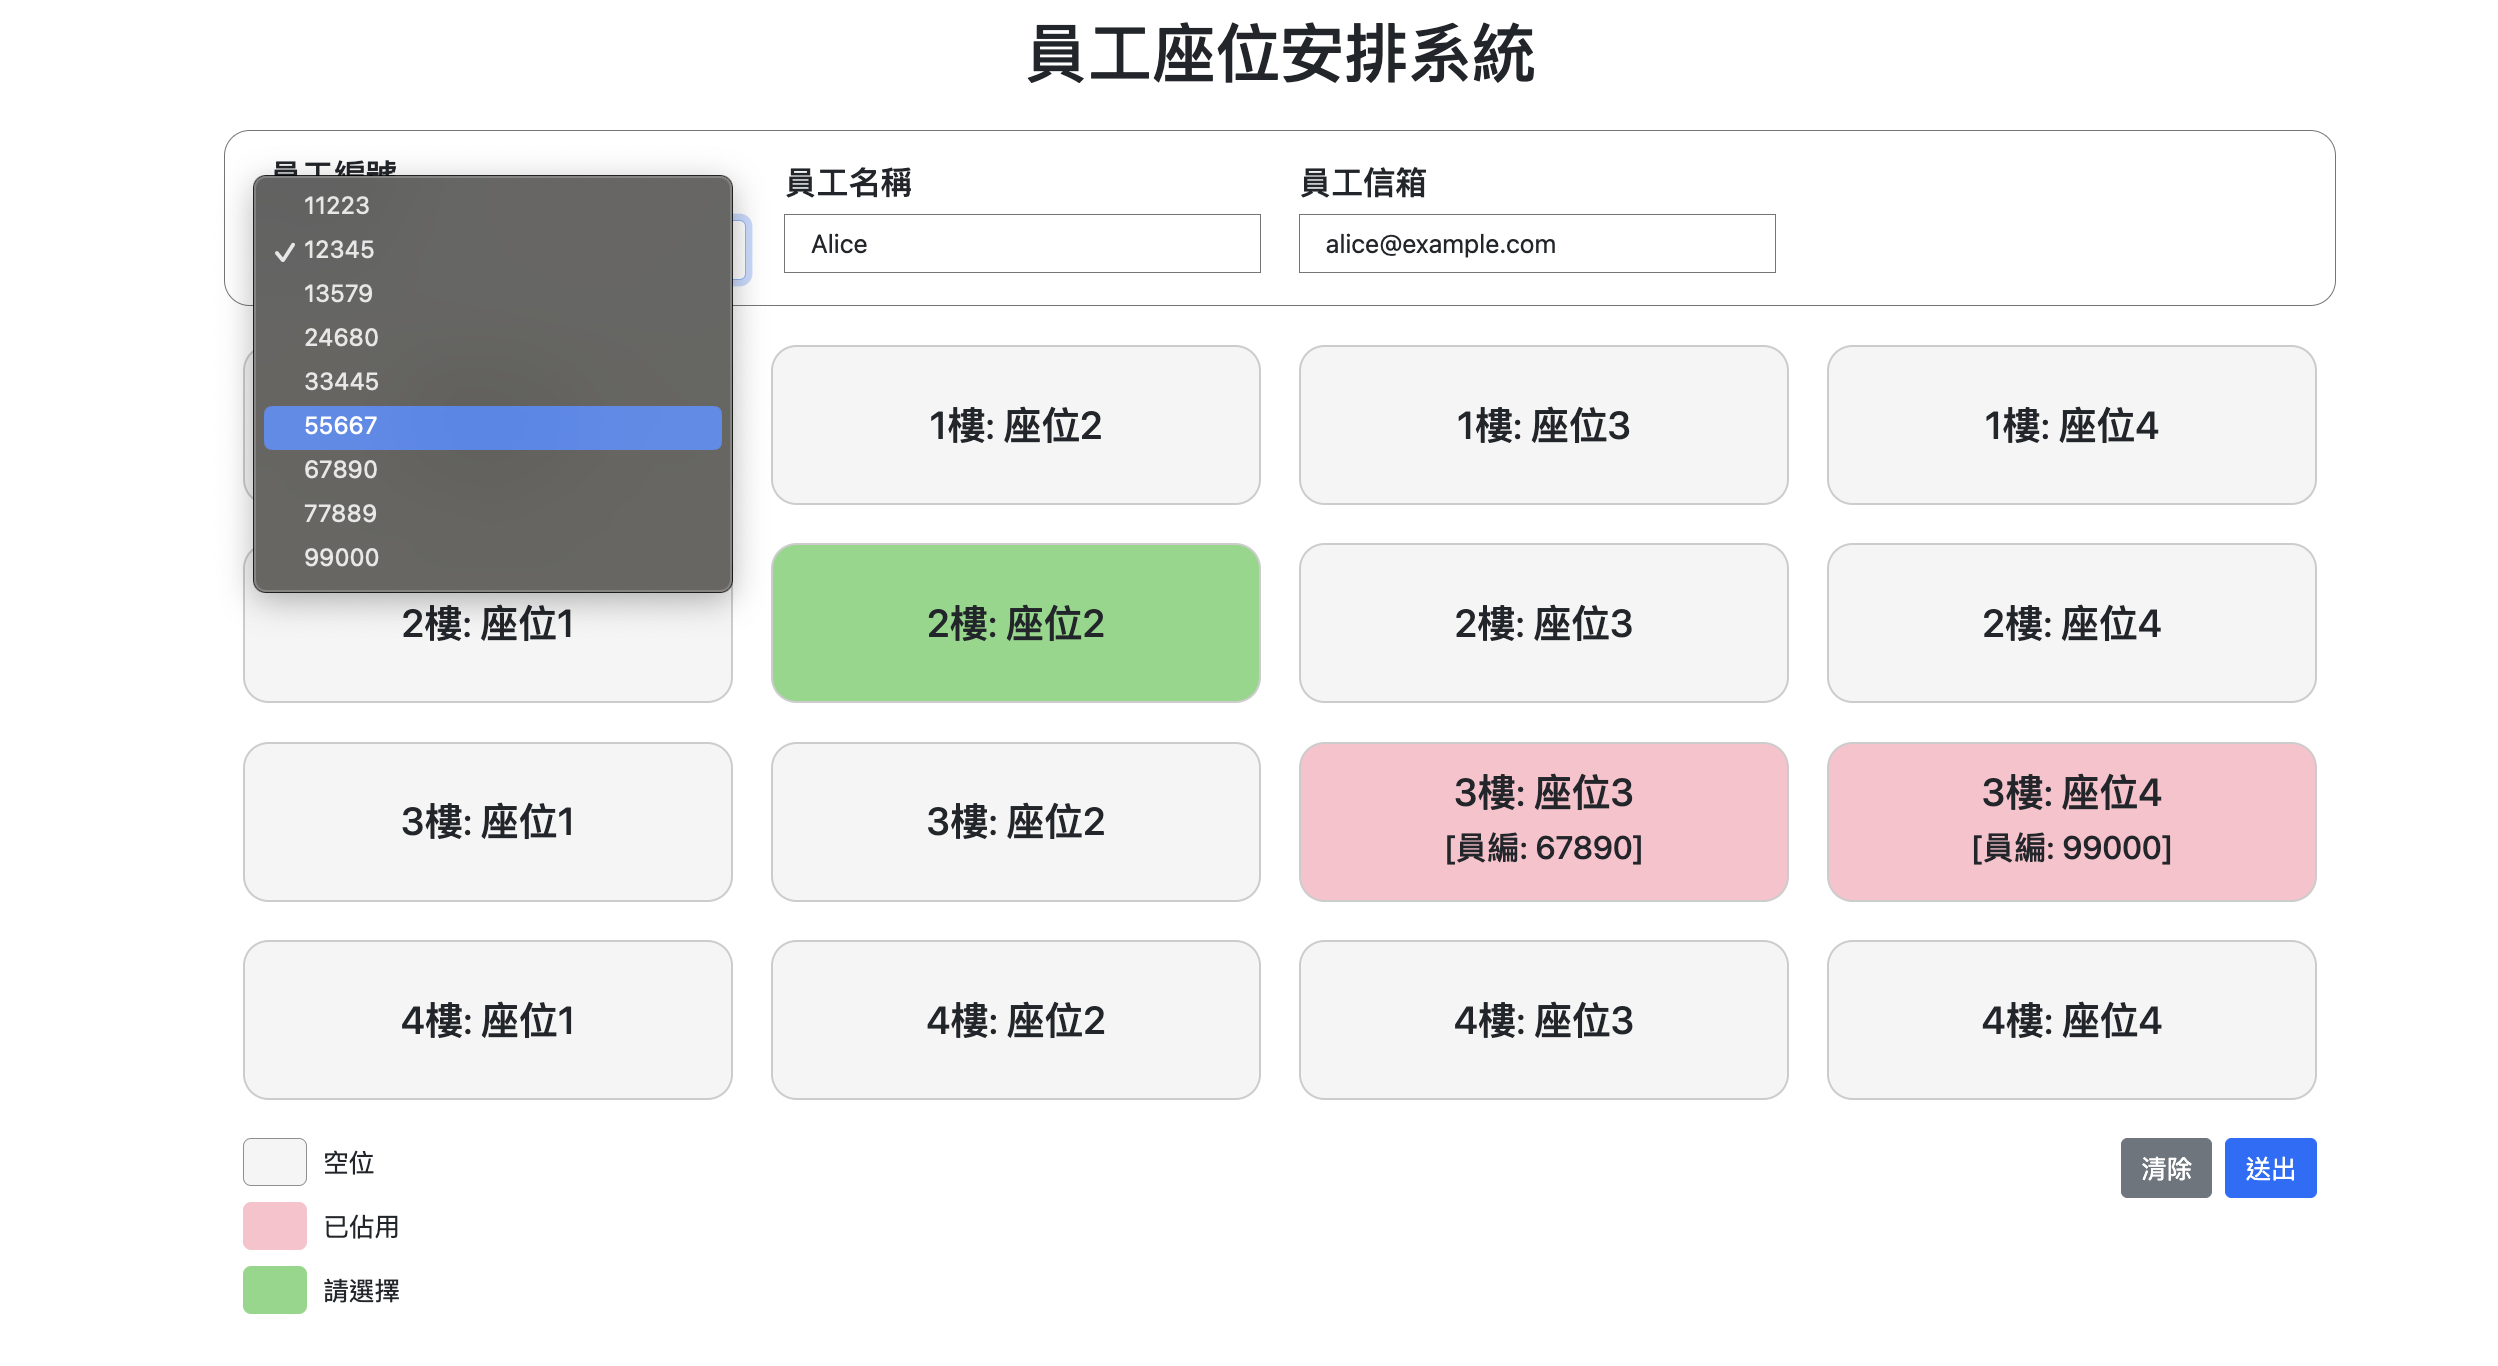 員工座位安排系統
員工編號
員工名稱
員工信箱
11223
12345
13579
24680
33445
55667
67890
77889
99000
Alice
alice@example.com
1樓: 座位2
1樓: 座位3
1樓: 座位4
2樓: 座位1
2樓: 座位2
2樓: 座位3
2樓: 座位4
3樓: 座位1
3樓: 座位2
3樓: 座位3
[員編: 67890]
3樓: 座位4
[員編: 99000]
4樓: 座位1
4樓: 座位2
4樓: 座位3
4樓: 座位4
空位
已佔用
請選擇
清除
送出